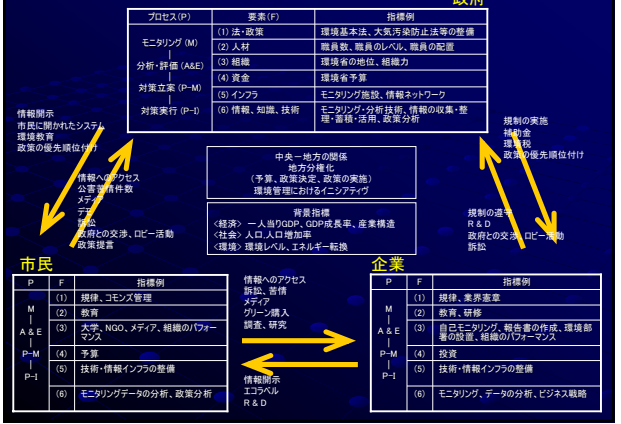 政府
プロセス(P) 要素(F) 指標例
モニタリング (M)
|
分析・評価 (A&E)
|
対策立案 (P-M)
|
対策実行 (P-I)
(1) 法・政策 環境基本法、大気汚染防止法等の整備
(2) 人材 職員数、職員のレベル、職員の配置
(3) 組織 環境省の地位、組織力
(4) 資金 環境省予算
(5) インフラ モニタリング施設、情報ネットワーク
(6) 情報、知識、技術 モニタリング・分析技術、情報の収集・整
理・蓄積・活用、政策分析
情報開示
市民に開かれたシステム
環境教育
政策の優先順位付け
規制の実施
補助金
環境税
政策の優先順位付け
中央ー地方の関係
地方分権化
(予算、政策決定、政策の実施)
環境管理におけるイニシアティヴ
情報へのアクセス
公害苦情件数
メディア
デモ
訴訟
政府との交渉、ロビー活動
政策提言
背景指標
<経済> 一人当りGDP、GDP成長率、産業構造
<社会> 人口、人口増加率
<環境> 環境レベル、エネルギー転換
規制の遵守
R & D
政府との交渉、ロビー活動
訴訟
市民
P F 指標例
M
|
A & E
|
P-M
|
P-I
(1) 規律、コモンズ管理
(2) 教育
(3) 大学、NGO、メディア、組織のパフォー
マンス
(4) 予算
(5) 技術・情報インフラの整備
(6) モニタリングデータの分析、政策分析
情報へのアクセス
訴訟、苦情
メディア
グリーン購入
調査、研究
情報開示
エコラベル
R & D
企業
P F 指標例
M
|
A & E
|
P-M
|
P-I
(1) 規律、業界憲章
(2) 教育、研修
(3) 自己モニタリング、報告書の作成、環境部
署の設置、組織のパフォーマンス
(4) 投資
(5) 技術・情報インフラの整備
(6) モニタリング、データの分析、ビジネス戦略